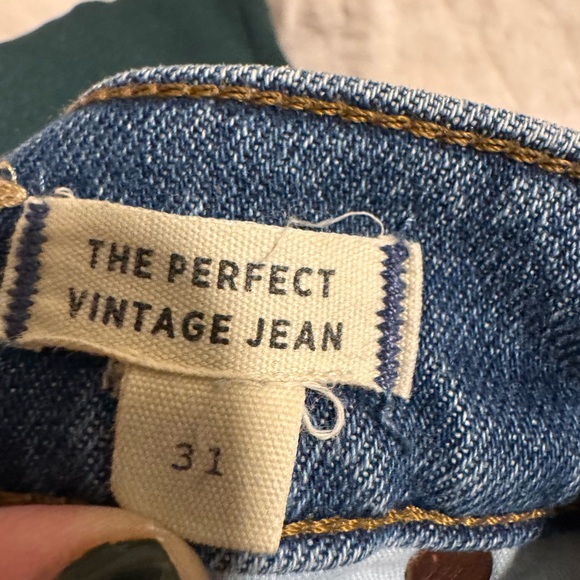 THE PERFECT
VINTAGE JEAN
31